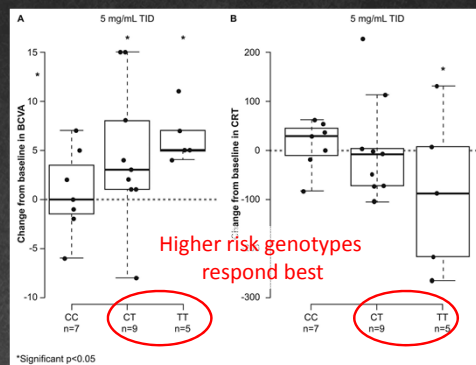 A
5 mg/mL TID
Change from baseline in BCVA
15
10
5
0
-5
-10
*
*
*
CC
n=7
CT
n=9
TT
n=5
B
5 mg/mL TID
Change from baseline in CRT
200
100
0
-100
-300
*
CC
n=7
CT
n=9
TT
n=5
Higher risk genotypes
respond best
*Significant p<0.05